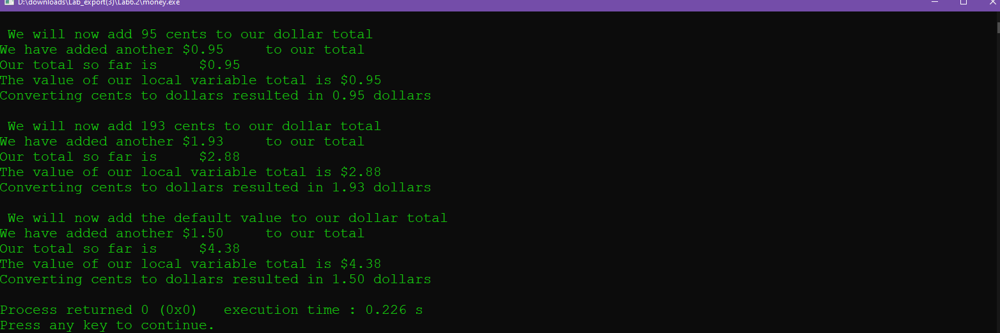 D:\downloads\Lab_export(3)\Lab6.2\money.exe
We will now add 95 cents to our dollar total
We have added another $0.95     to our total
Our total so far is     $0.95
The value of our local variable total is $0.95
Converting cents to dollars resulted in 0.95 dollars
We will now add 193 cents to our dollar total
We have added another $1.93     to our total
Our total so far is     $2.88
The value of our local variable total is $2.88
Converting cents to dollars resulted in 1.93 dollars
We will now add the default value to our dollar total
We have added another $1.50     to our total
Our total so far is     $4.38
The value of our local variable total is $4.38
Converting cents to dollars resulted in 1.50 dollars
Process returned 0 (0x0)   execution time : 0.226 s
Press any key to continue.